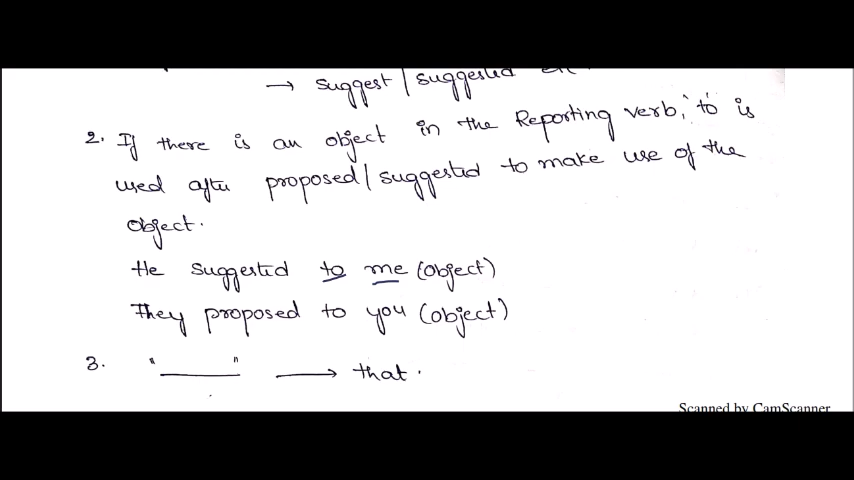 → suggest/suggested etc.
2. If there is an object in the Reporting verb, 'to' is
used after proposed/suggested to make use of the
object.
He suggested to me (object)
They proposed to you (object)
3. "______" ⟶ that.
Scanned by CamScanner